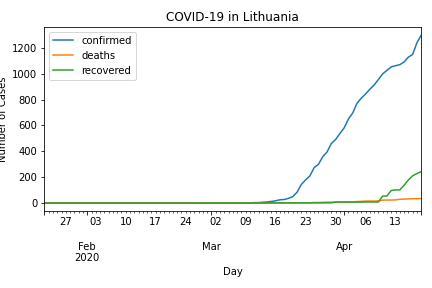 COVID-19 in Lithuania
confirmed
deaths
recovered
1200
1000
800
600
400
200
0
Number of Cases
27 03 10 17 24 02 09 16 23 30 06 13
Feb Mar Apr
2020
Day